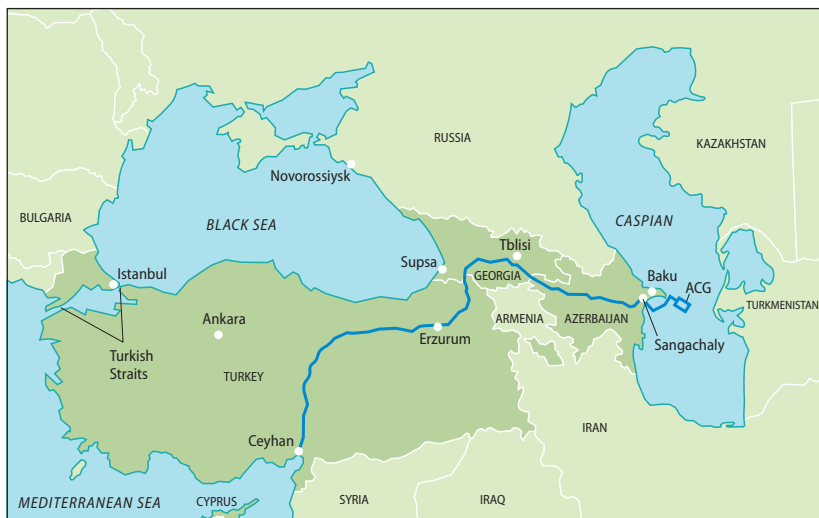 RUSSIA
KAZAKHSTAN
Novorossiysk
BULGARIA
BLACK SEA
CASPIAN
Tblisi
Supsa
GEORGIA
Istanbul
Baku
ACG
TURKMENISTAN
Ankara
Erzurum
ARMENIA
AZERBAIJAN
Sangachaly
Turkish
Straits
TURKEY
IRAN
Ceyhan
MEDITERRANEAN SEA
CYPRUS
SYRIA
IRAQ